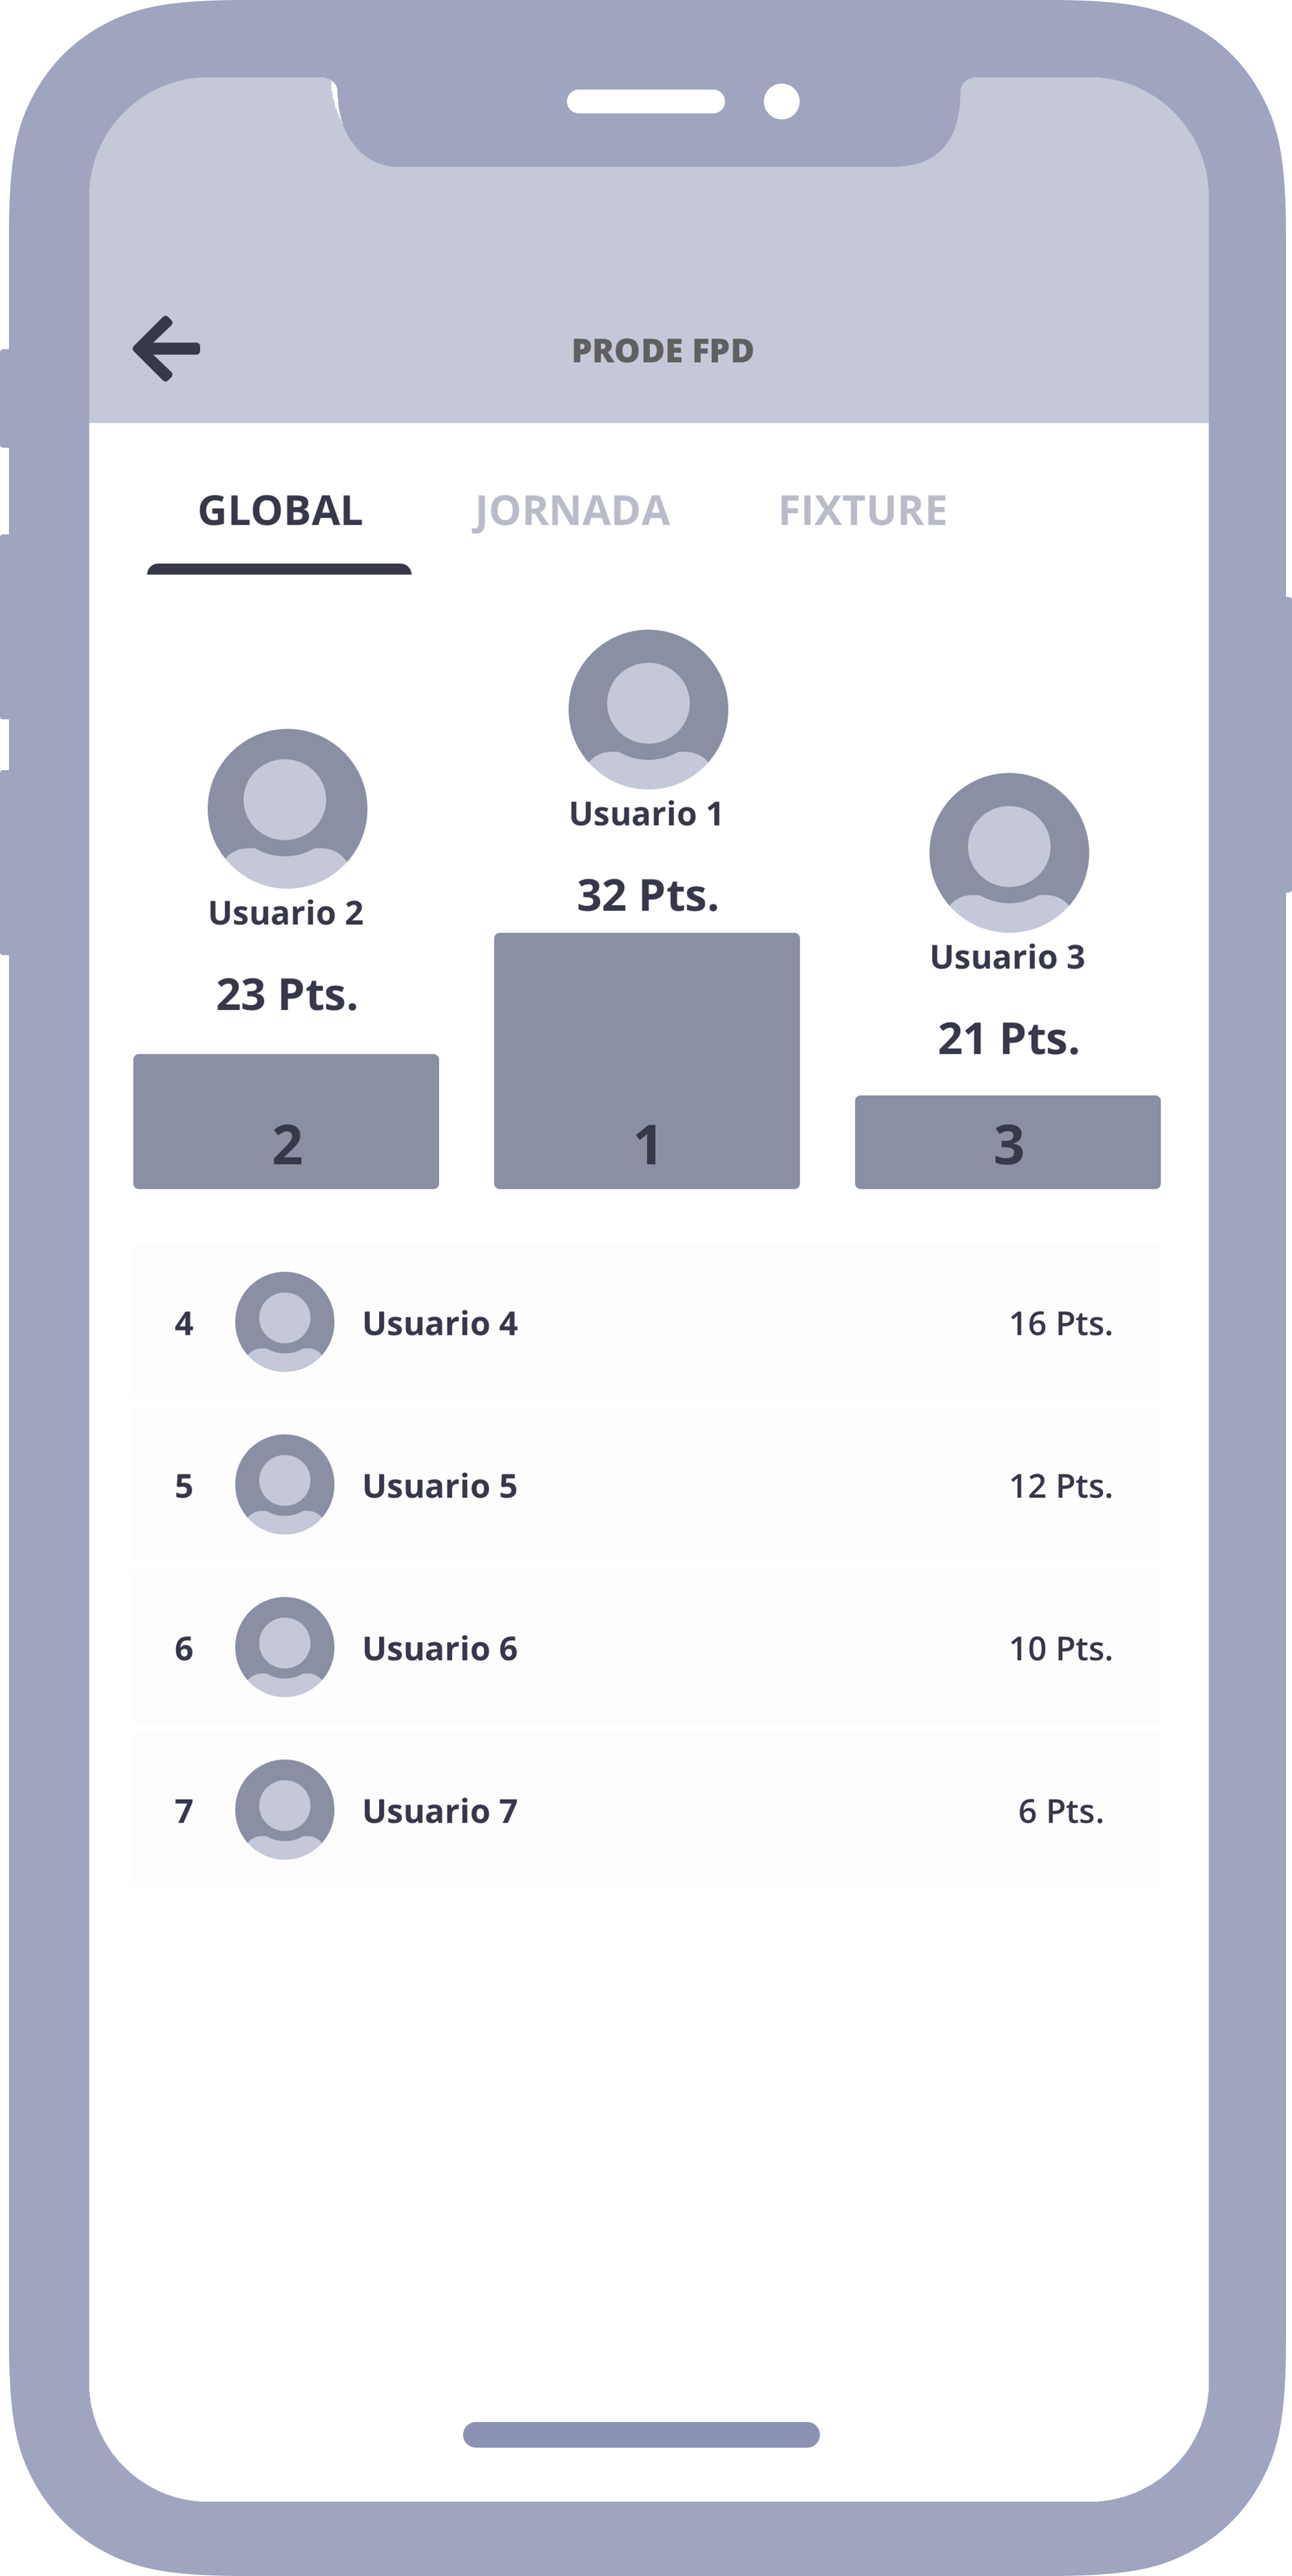 PRODE FPD
GLOBAL JORNADA FIXTURE
Usuario 1
32 Pts.
Usuario 2
23 Pts.
Usuario 3
21 Pts.
2 1 3
4 Usuario 4 16 Pts.
5 Usuario 5 12 Pts.
6 Usuario 6 10 Pts.
7 Usuario 7 6 Pts.